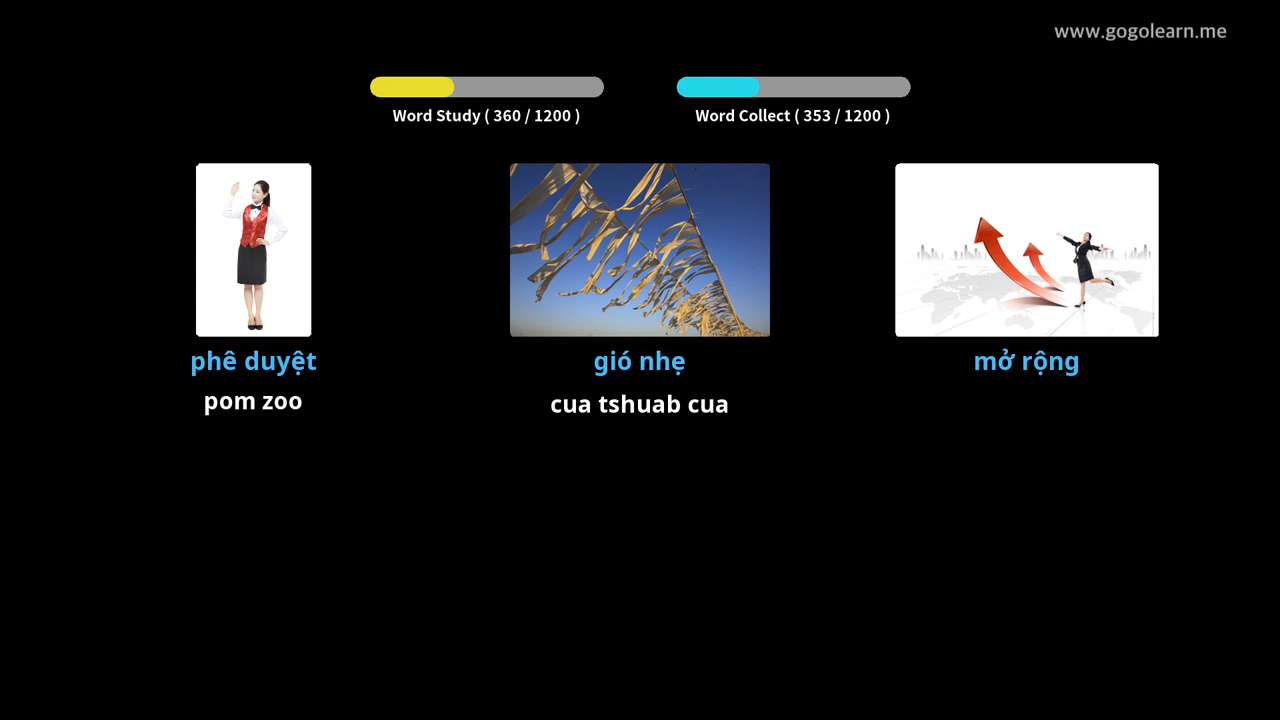 www.gogolearn.me
Word Study ( 360 / 1200 )
Word Collect ( 353 / 1200 )
phê duyệt
gió nhẹ
mở rộng
pom zoo
cua tshuab cua